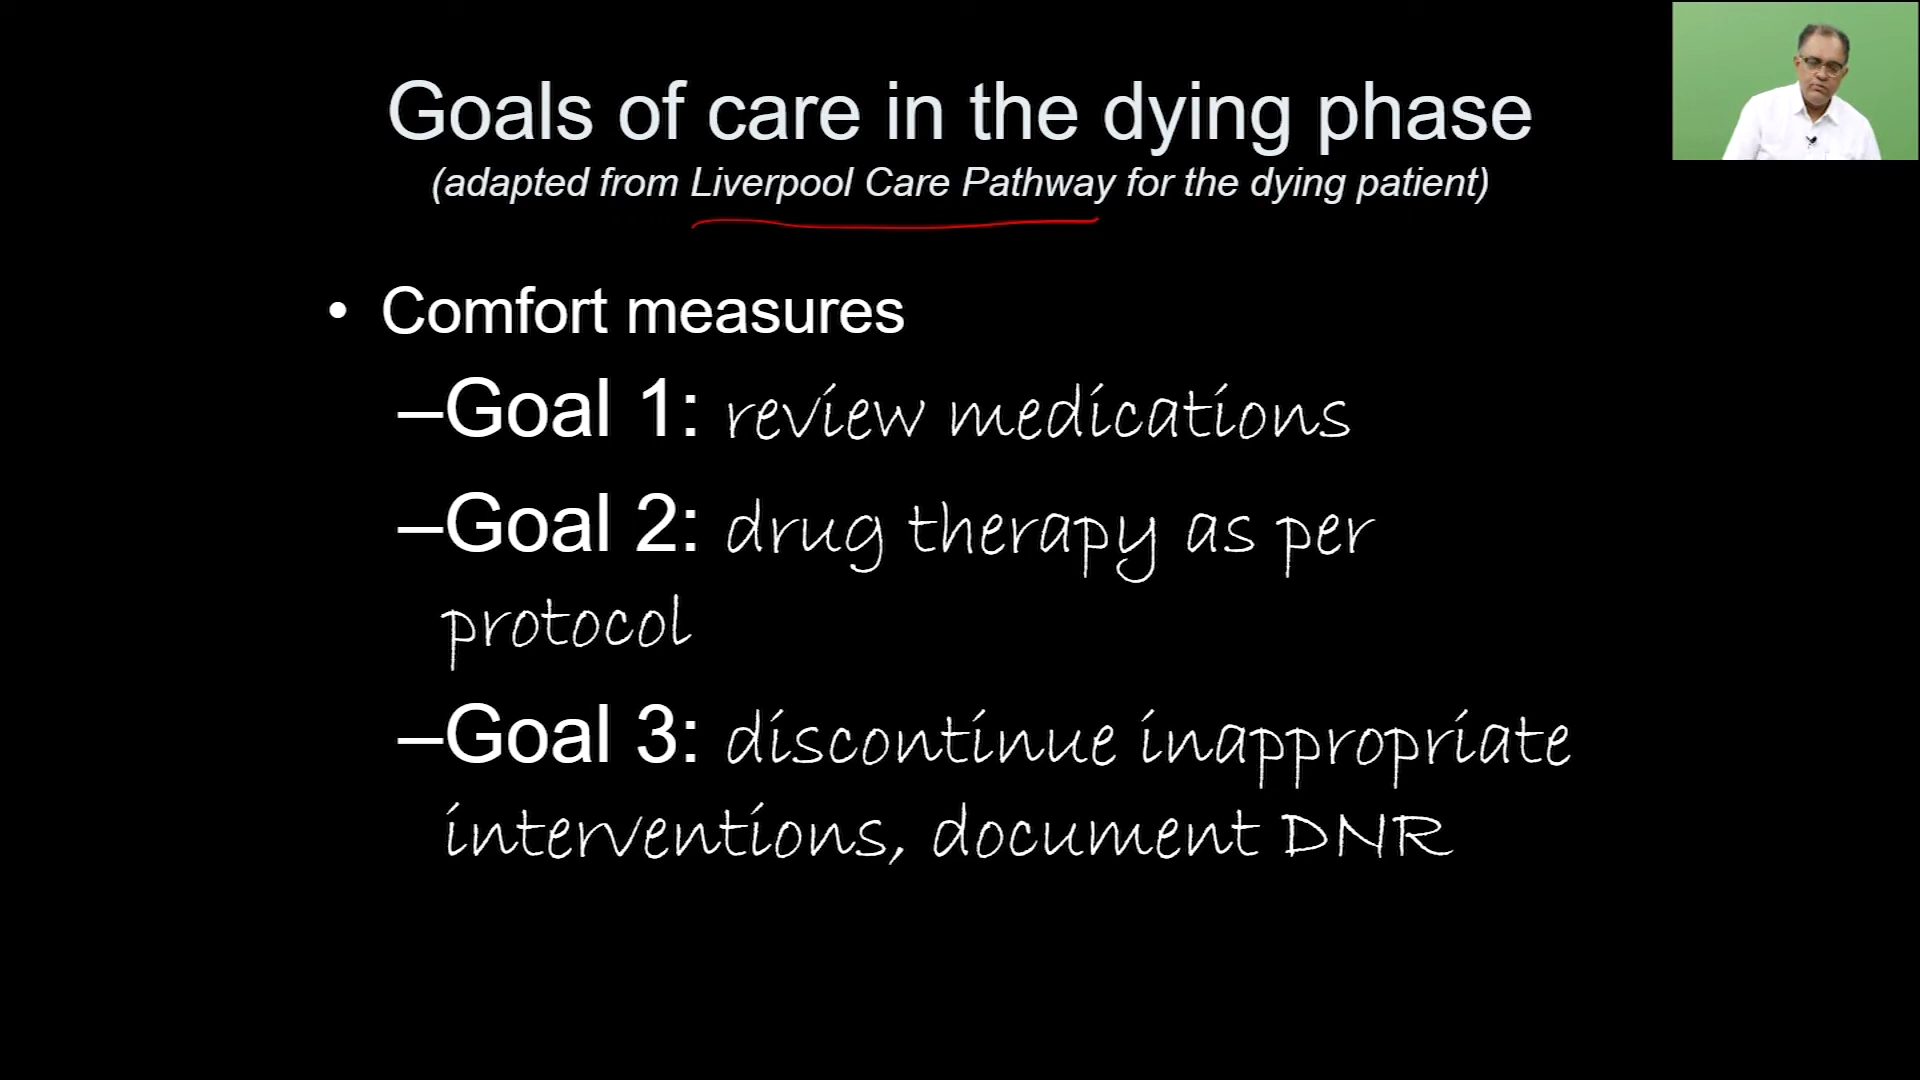 Goals of care in the dying phase
(adapted from Liverpool Care Pathway for the dying patient)
• Comfort measures
–Goal 1: review medications
–Goal 2: drug therapy as per
protocol
–Goal 3: discontinue inappropriate
interventions, document DNR